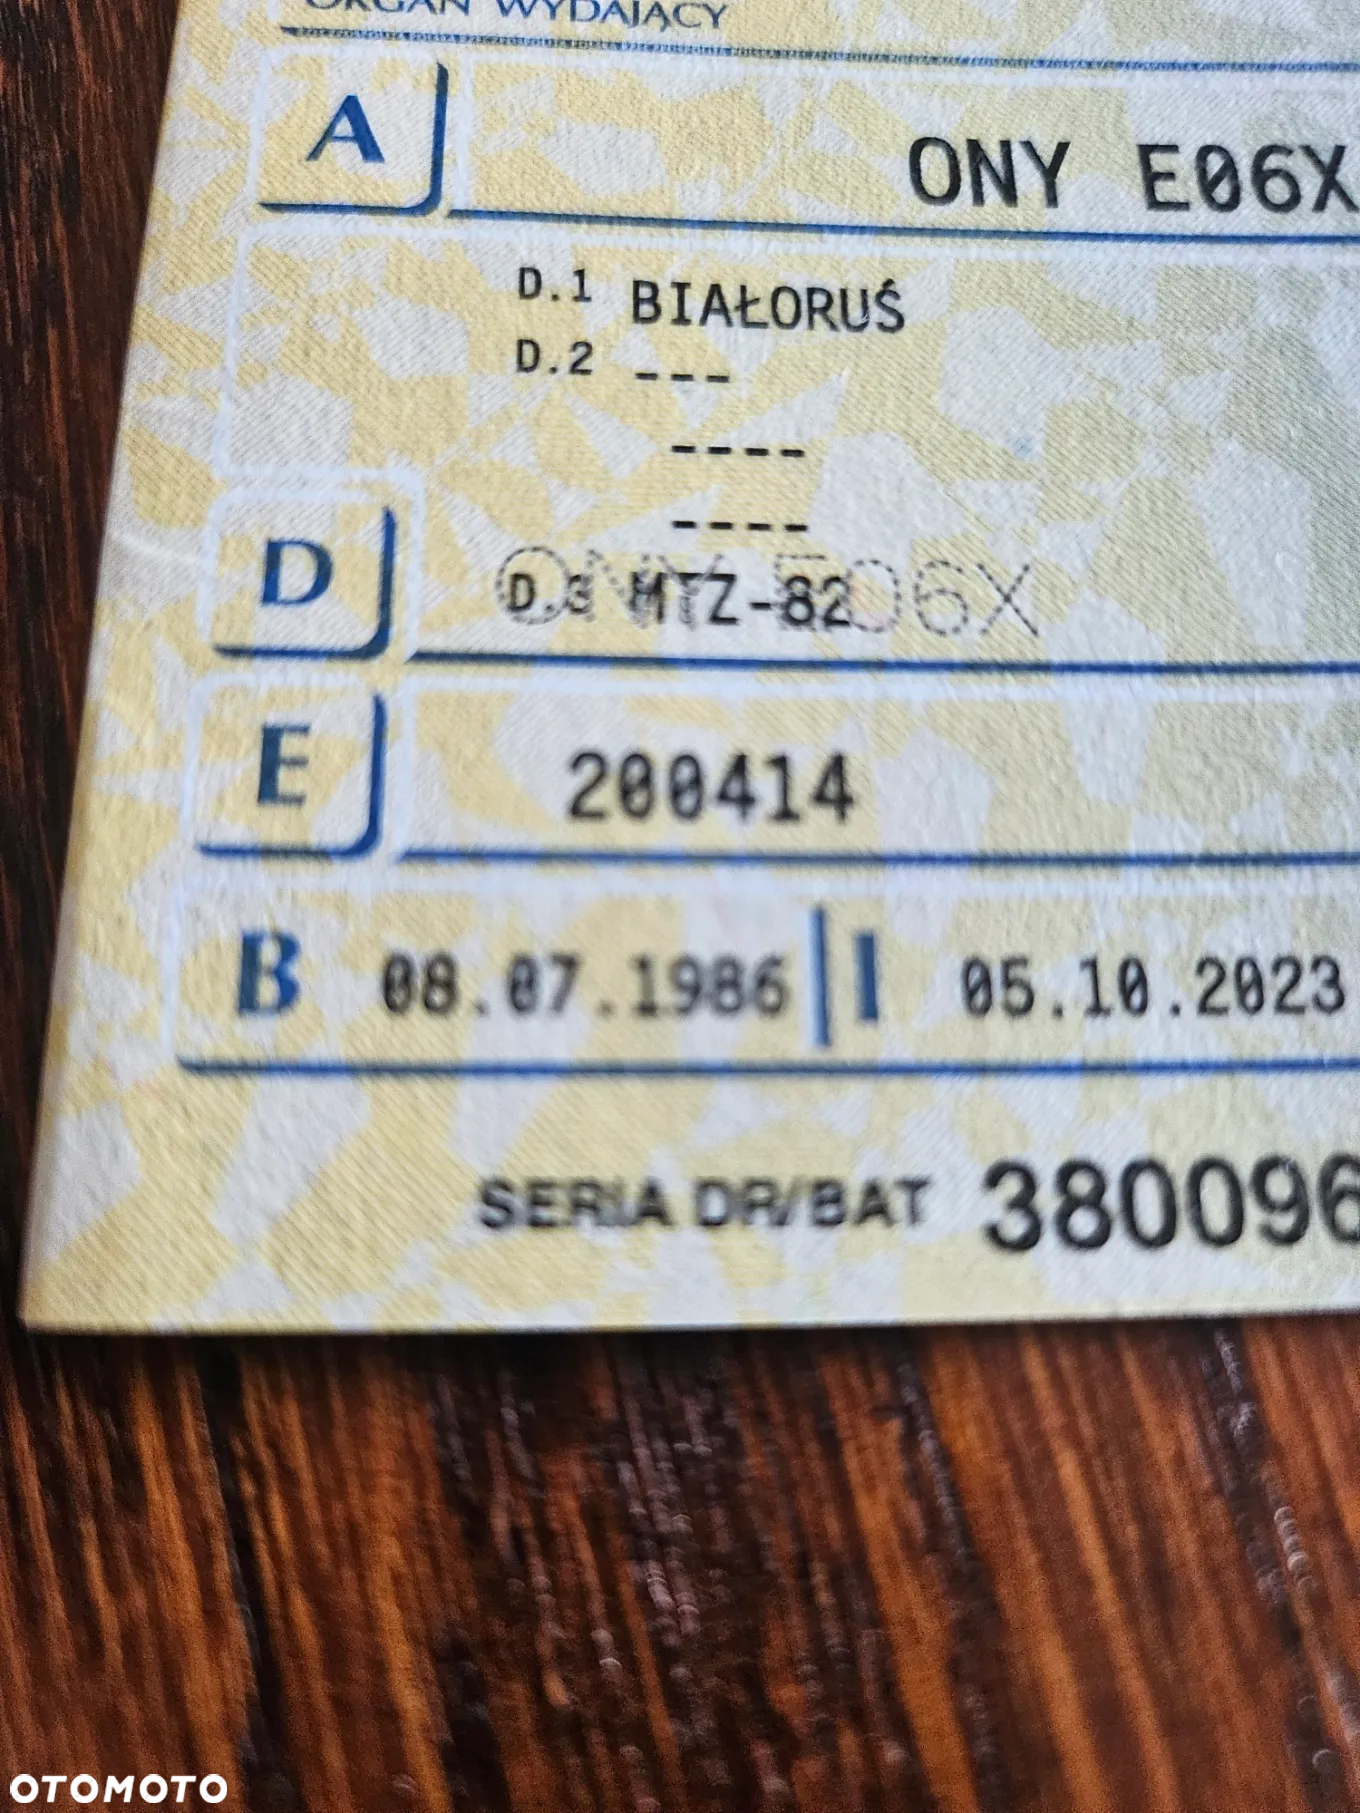 ORGAN WYDAJĄCY
A ONY E06X
D.1 BIAŁORUŚ
D.2 ---
----
----
D D.3 MTZ-82
ONY E06X
E 200414
B 08.07.1986 I 05.10.2023
SERIA DR/BAT 380096
OTOMOTO